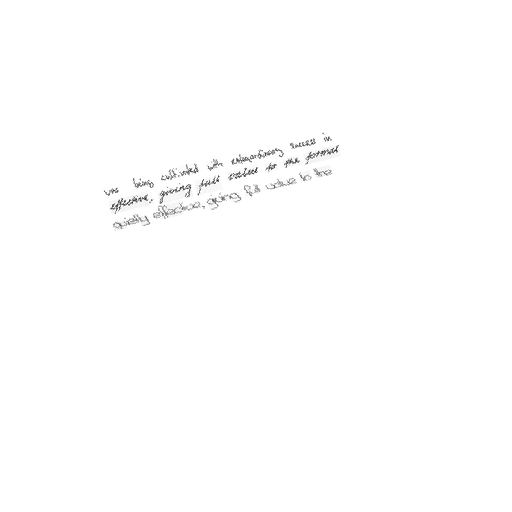 was being cultivated with extraordinary success in
effective, giving full value for the formal
quietly effective, giving full value to the